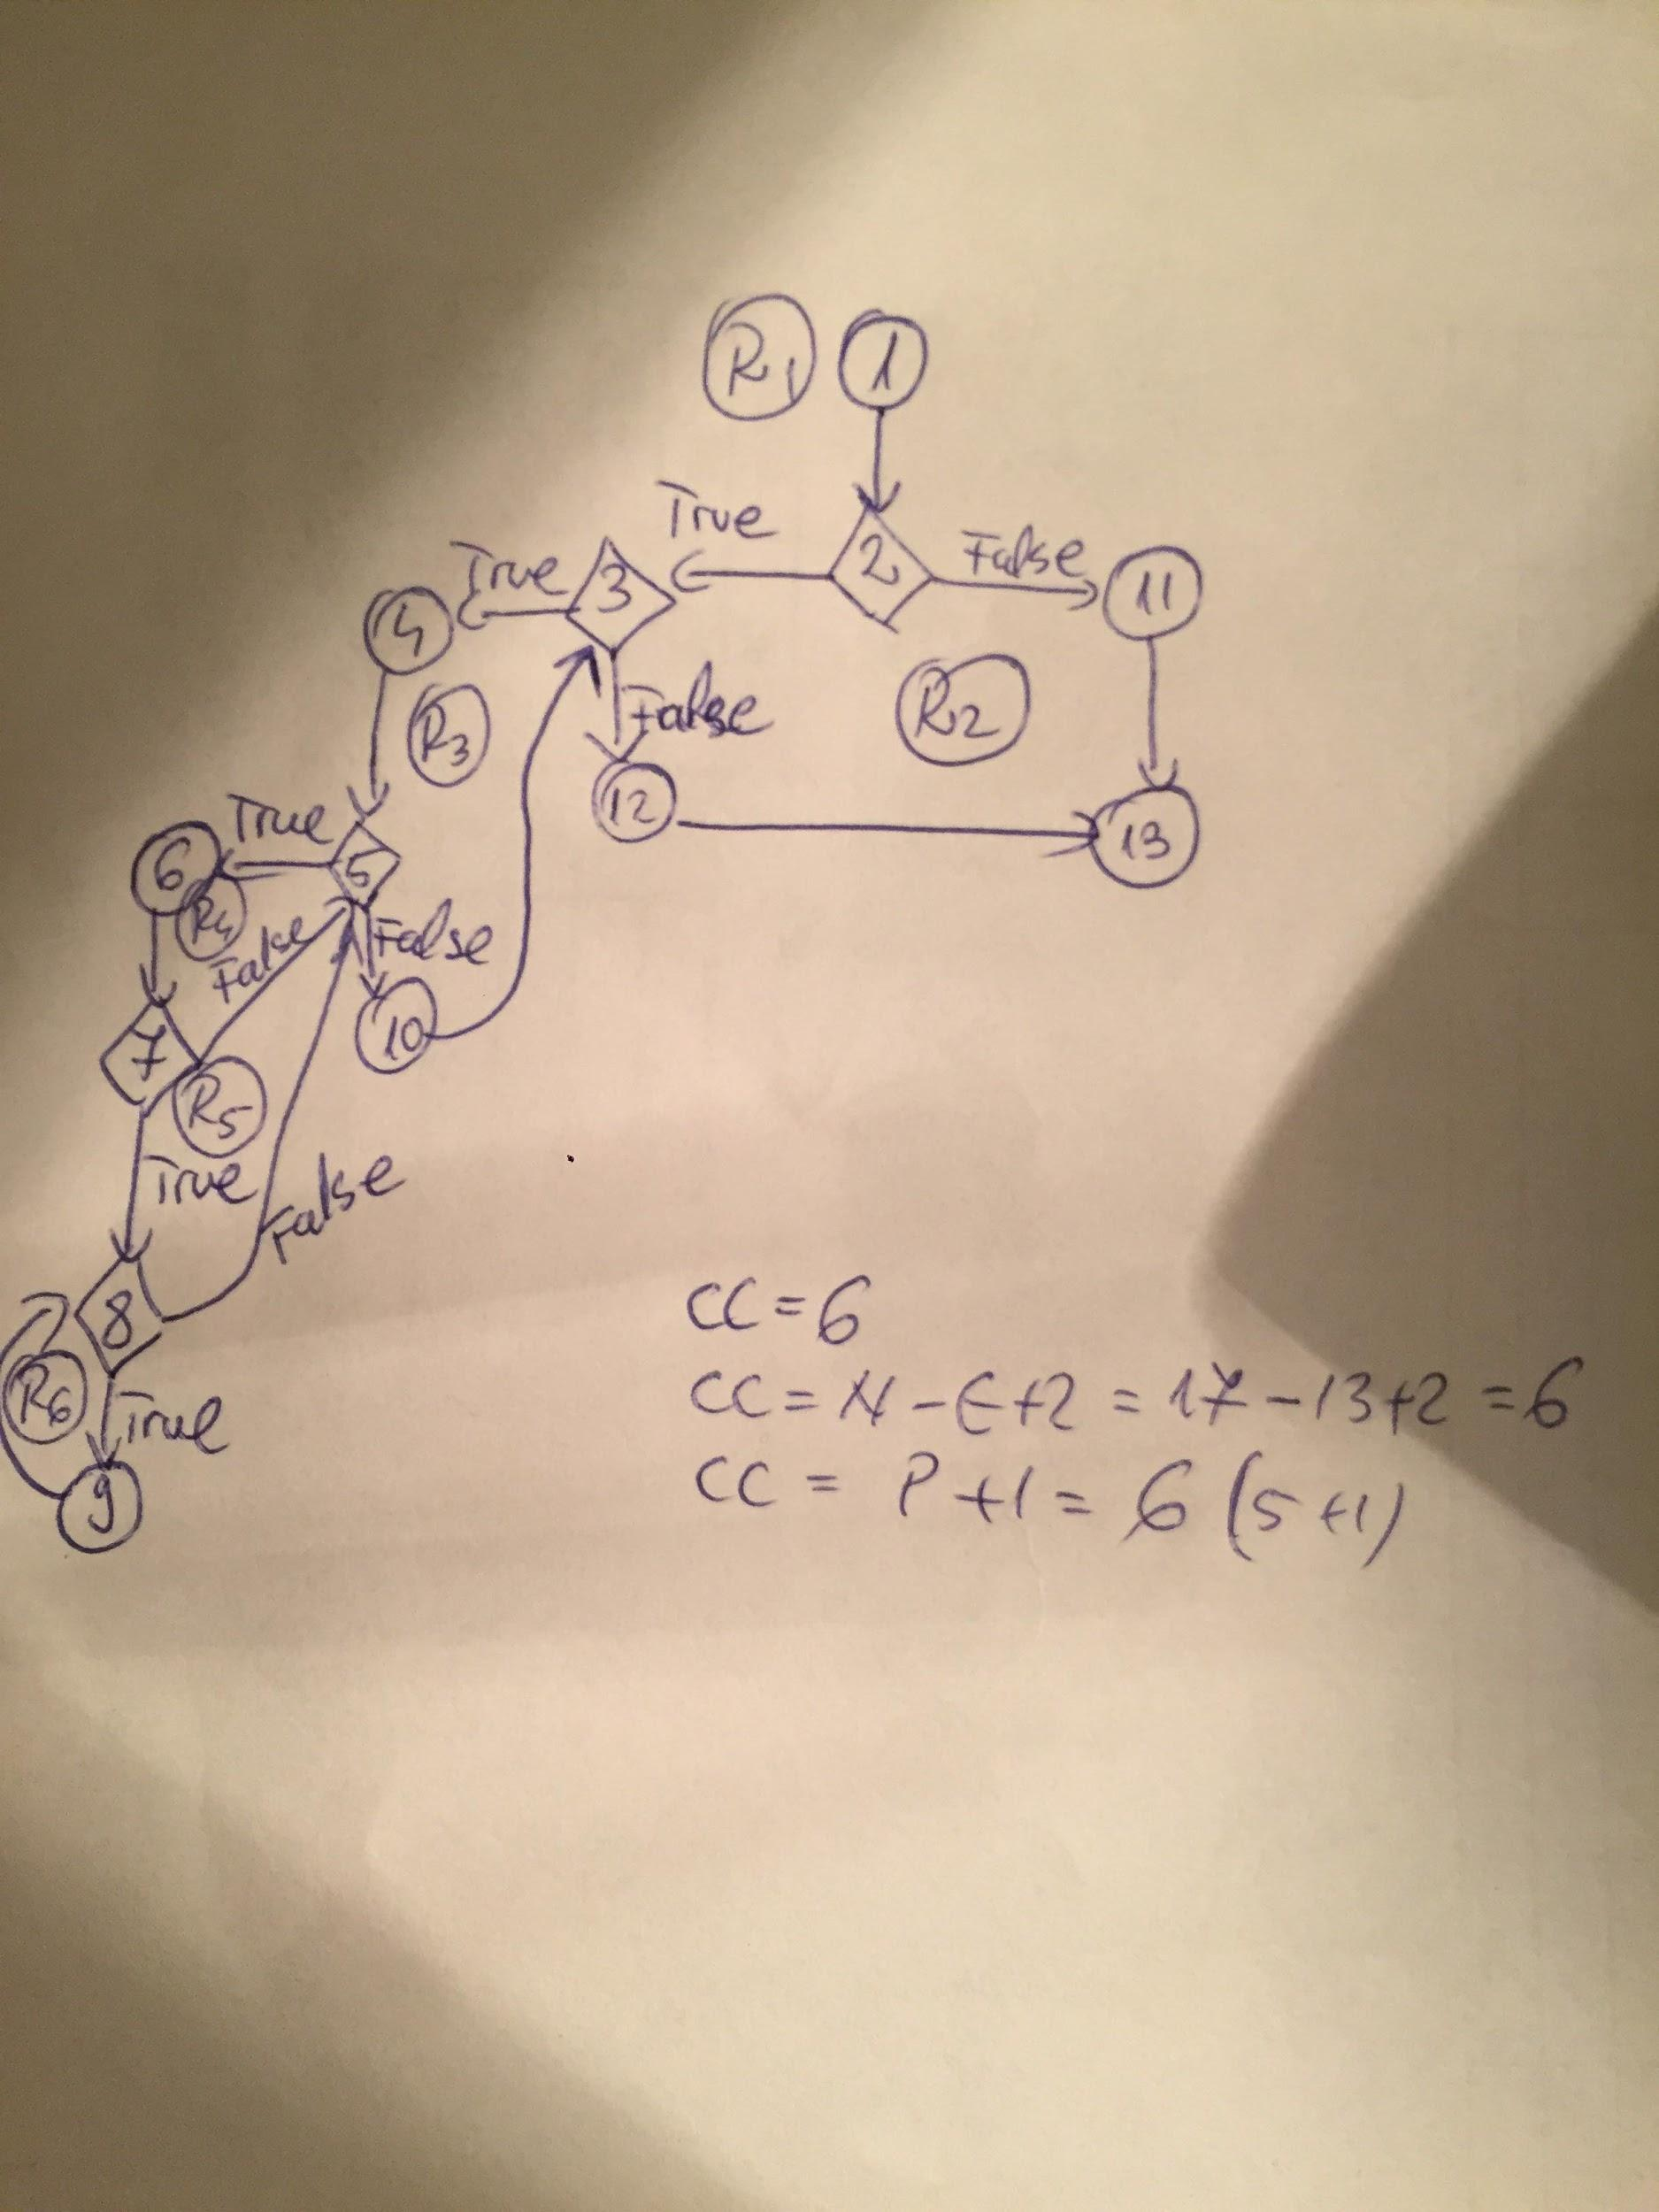 R1 1
True
2 False 11
True 3
4
R3 False R2
12 13
6 True 5
R4 False False
7 10
R5
True
False
8
R6 True
9
CC = 6
CC = N - E + 2 = 17 - 13 + 2 = 6
CC = P + 1 = 6 (5 + 1)